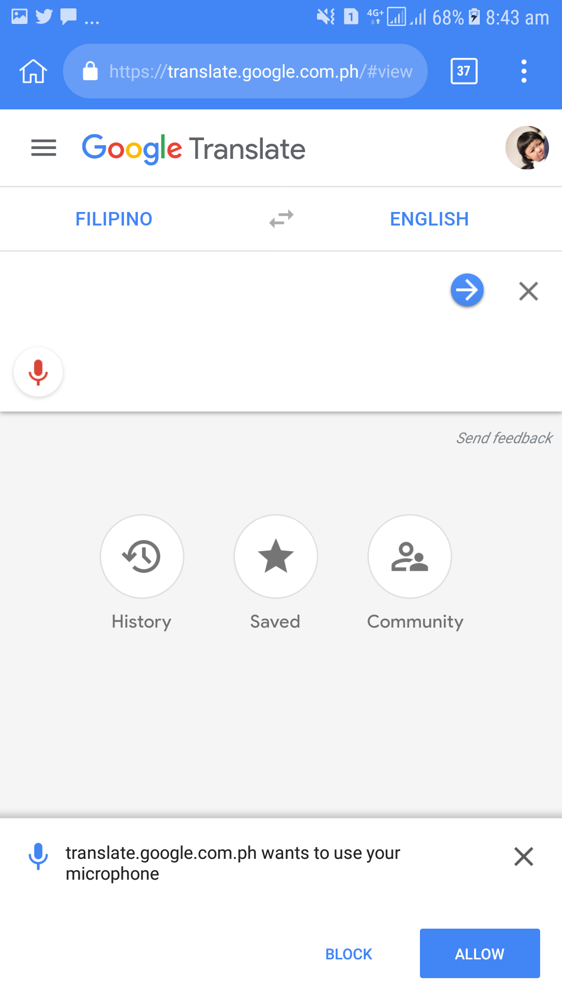 ... 1 4G+ 68% 8:43 am
https://translate.google.com.ph/#view 37
Google Translate
FILIPINO ENGLISH
Send feedback
History Saved Community
translate.google.com.ph wants to use your
microphone
BLOCK ALLOW